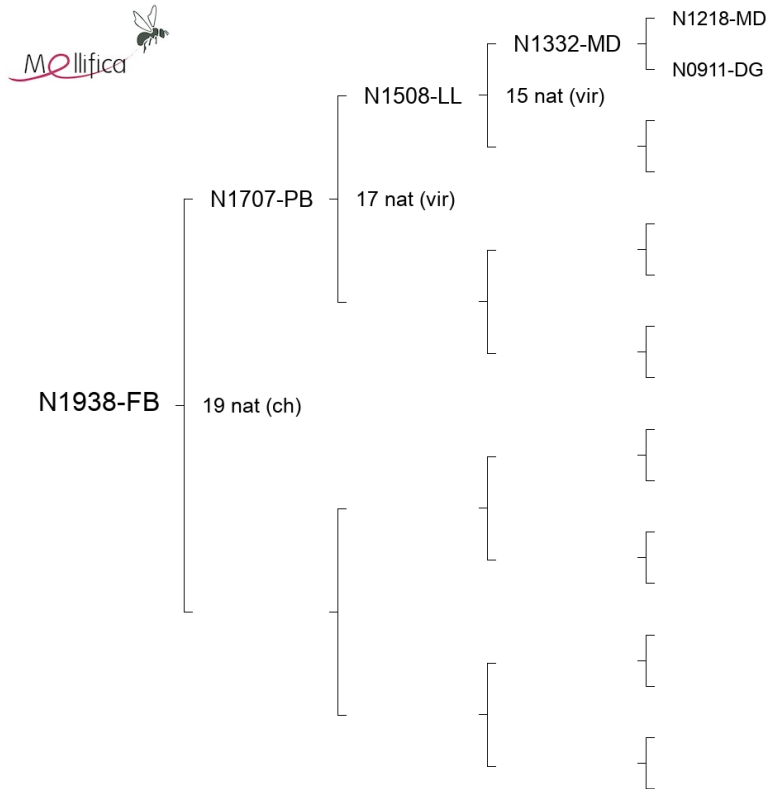 Mellifica
N1218-MD
N1332-MD
N0911-DG
N1508-LL
15 nat (vir)
N1707-PB
17 nat (vir)
N1938-FB
19 nat (ch)